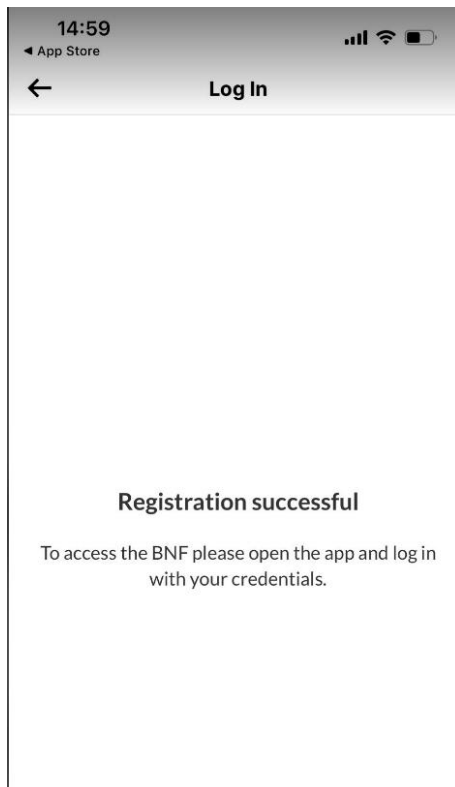 14:59
◀ App Store
Log In
Registration successful
To access the BNF please open the app and log in
with your credentials.